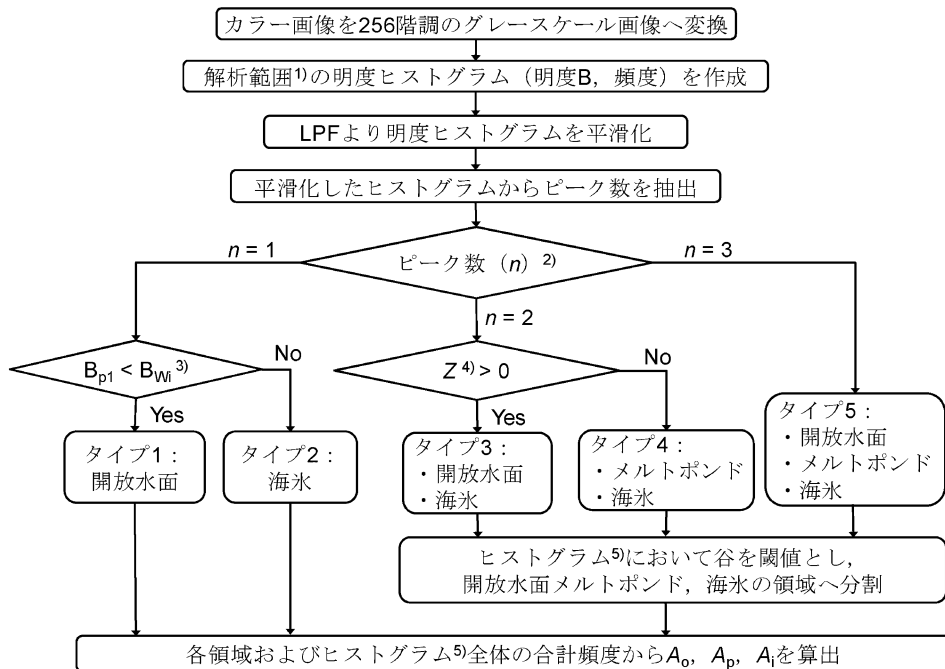 カラー画像を256階調のグレースケール画像へ変換
解析範囲1)の明度ヒストグラム（明度B，頻度）を作成
LPFより明度ヒストグラムを平滑化
平滑化したヒストグラムからピーク数を抽出
n = 1
ピーク数（n）2)
n = 3
n = 2
Bp1 < BWi 3)
No
Z 4) > 0
No
Yes
Yes
タイプ1：
開放水面
タイプ2：
海氷
タイプ3：
・開放水面
・海氷
タイプ4：
・メルトポンド
・海氷
タイプ5：
・開放水面
・メルトポンド
・海氷
ヒストグラム5)において谷を閾値とし，
開放水面メルトポンド，海氷の領域へ分割
各領域およびヒストグラム5)全体の合計頻度からAo，Ap，Aiを算出